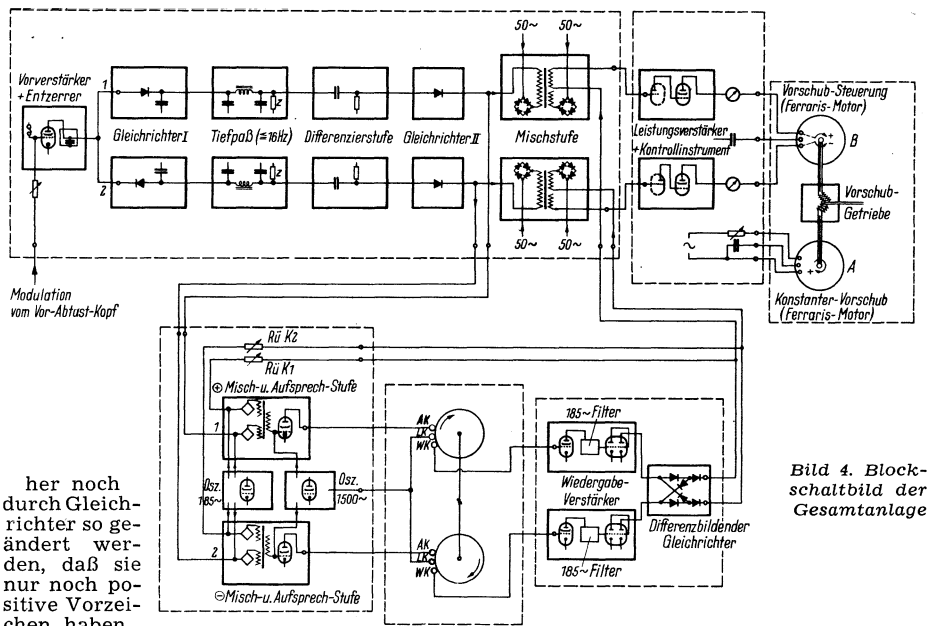 50~ 50~
Vorverstärker
+ Entzerrer
1
Gleichrichter I
Tiefpaß (≦16Hz)
Differenzierstufe
Gleichrichter II
Mischstufe
2
z
z
50~ 50~
Leistungsverstärker
+ Kontrollinstrument
Vorschub-Steuerung
(Ferraris-Motor)
B
Vorschub-
Getriebe
~
A
Konstanter-Vorschub
(Ferraris-Motor)
Modulation
vom Vor-Abtast-Kopf
Rü K2
Rü K1
⊕ Misch- u. Aufsprech-Stufe
1
Osz.
185~
Osz.
1500~
2
⊖ Misch- u. Aufsprech-Stufe
AK
LK
WK
AK
LK
WK
185~ Filter
Wiedergabe-
Verstärker
185~ Filter
Differenzbildender
Gleichrichter
Bild 4. Block-
schaltbild der
Gesamtanlage
her noch
durch Gleich-
richter so ge-
ändert wer-
den, daß sie
nur noch po-
sitive Vorzei-
chen haben